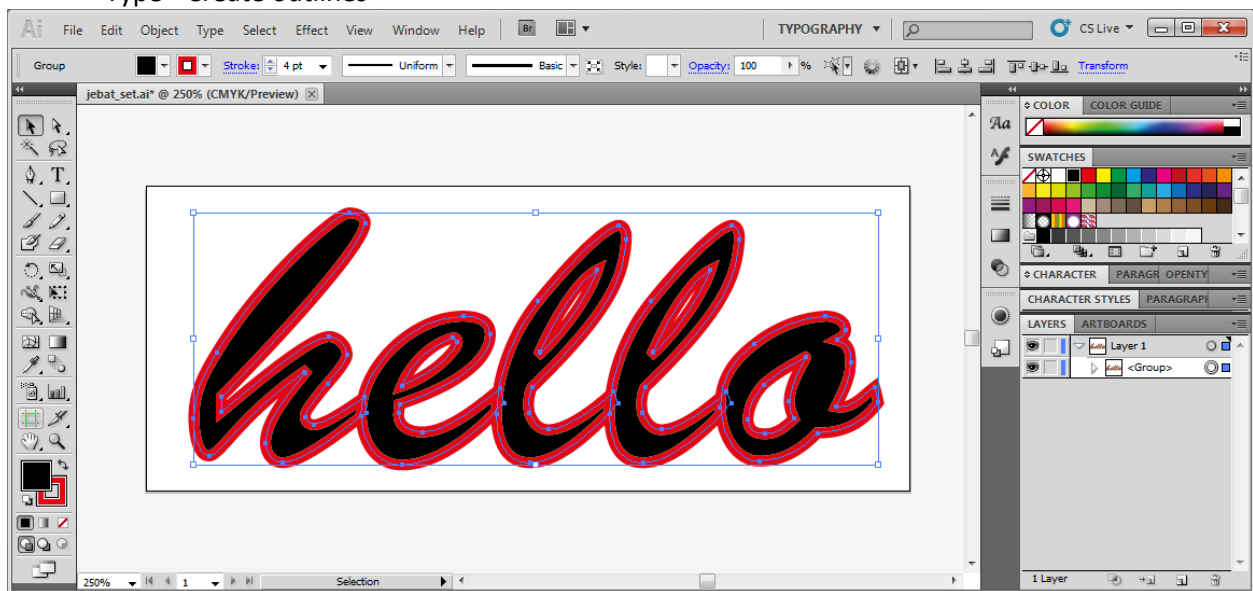 Type - Create outlines
Ai File Edit Object Type Select Effect View Window Help Br TYPOGRAPHY CS Live
Group Stroke: 4 pt Uniform Basic Style: Opacity: 100 % Transform
jebat_set.ai* @ 250% (CMYK/Preview)
COLOR COLOR GUIDE
SWATCHES
hello
CHARACTER PARAGR OPENTY
CHARACTER STYLES PARAGRAPH
LAYERS ARTBOARDS
Layer 1
<Group>
250% 1 Selection
1 Layer